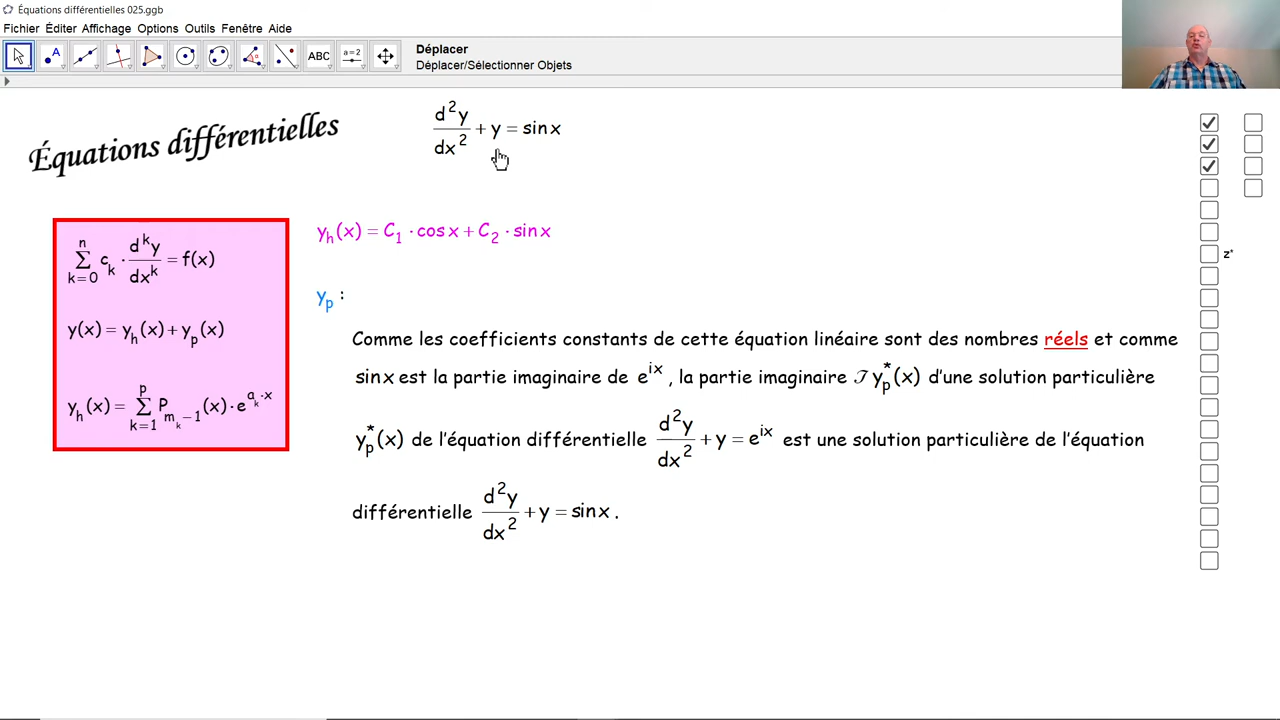 Équations différentielles 025.ggb
Fichier Éditer Affichage Options Outils Fenêtre Aide
A ABC a=2 Déplacer
Déplacer/Sélectionner Objets
Équations différentielles
d²y/dx² + y = sin x
∑_{k=0}^{n} c_k · d^k y/dx^k = f(x)
y(x) = y_h(x) + y_p(x)
y_h(x) = ∑_{k=1}^{p} P_{m_k−1}(x) · e^{a_k·x}
y_h(x) = C₁ · cos x + C₂ · sin x
y_p :
Comme les coefficients constants de cette équation linéaire sont des nombres réels et comme
sin x est la partie imaginaire de e^{ix} , la partie imaginaire ℐ y_p^*(x) d’une solution particulière
y_p^*(x) de l’équation différentielle d²y/dx² + y = e^{ix} est une solution particulière de l’équation
différentielle d²y/dx² + y = sin x .
z*